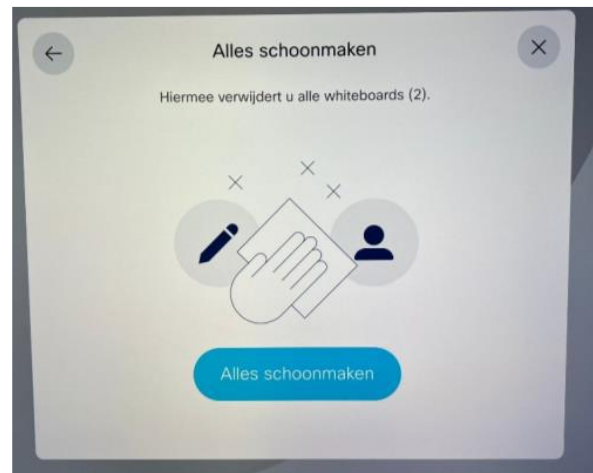 Alles schoonmaken
Hiermee verwijdert u alle whiteboards (2).
Alles schoonmaken